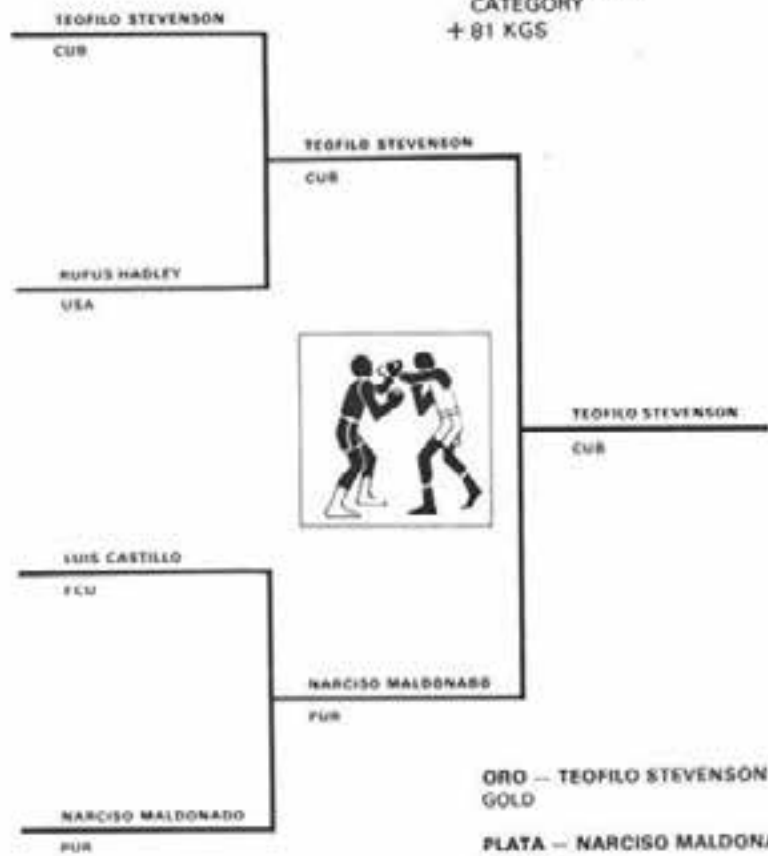 CATEGORY
+ 81 KGS
TEOFILO STEVENSON
CUB
TEOFILO STEVENSON
CUB
RUFUS HADLEY
USA
TEOFILO STEVENSON
CUB
LUIS CASTILLO
ECU
NARCISO MALDONADO
PUR
NARCISO MALDONADO
PUR
ORO — TEOFILO STEVENSON
GOLD
PLATA — NARCISO MALDONA